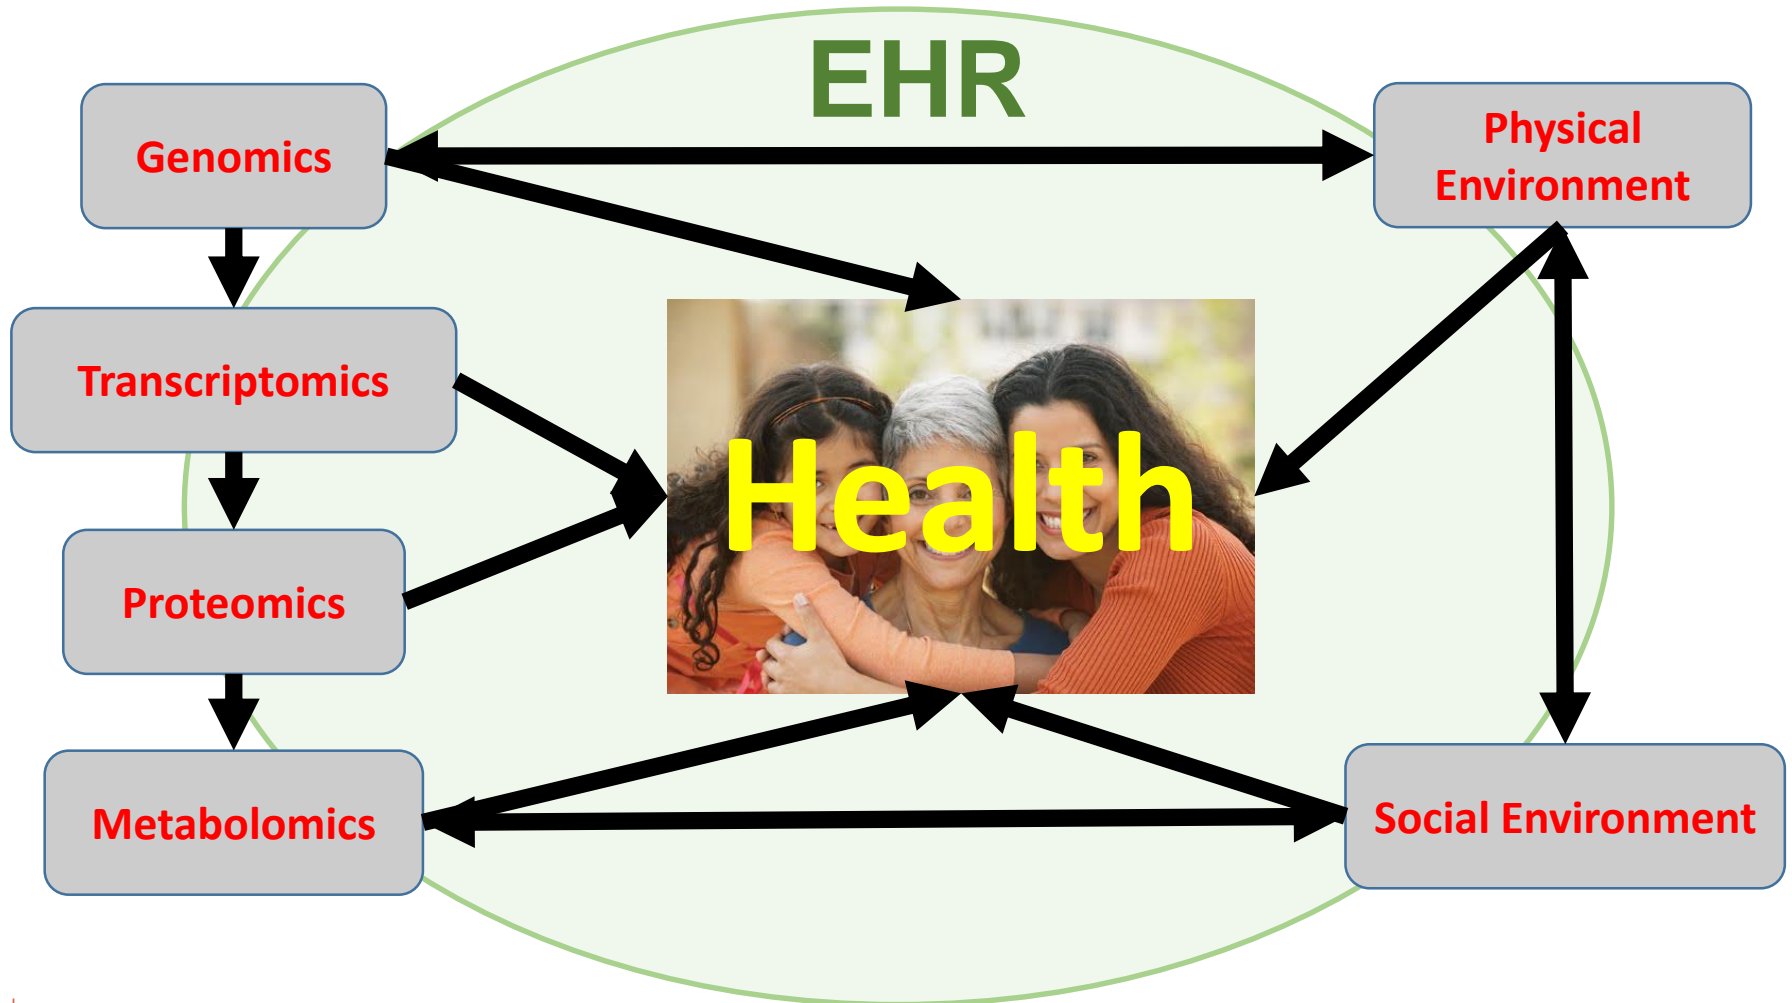 EHR
Genomics
Physical
Environment
Transcriptomics
Health
Proteomics
Metabolomics
Social Environment